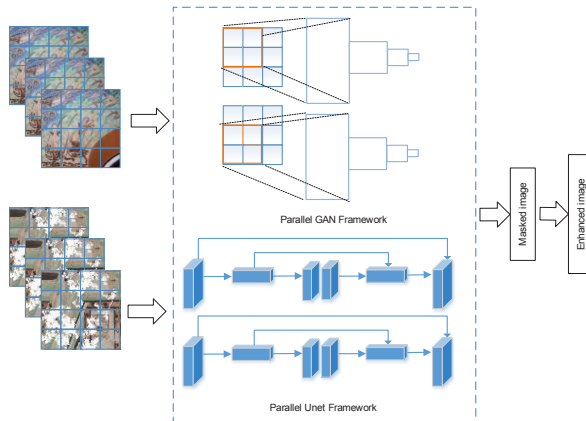 Parallel GAN Framework
Parallel Unet Framework
Masked image
Enhanced image